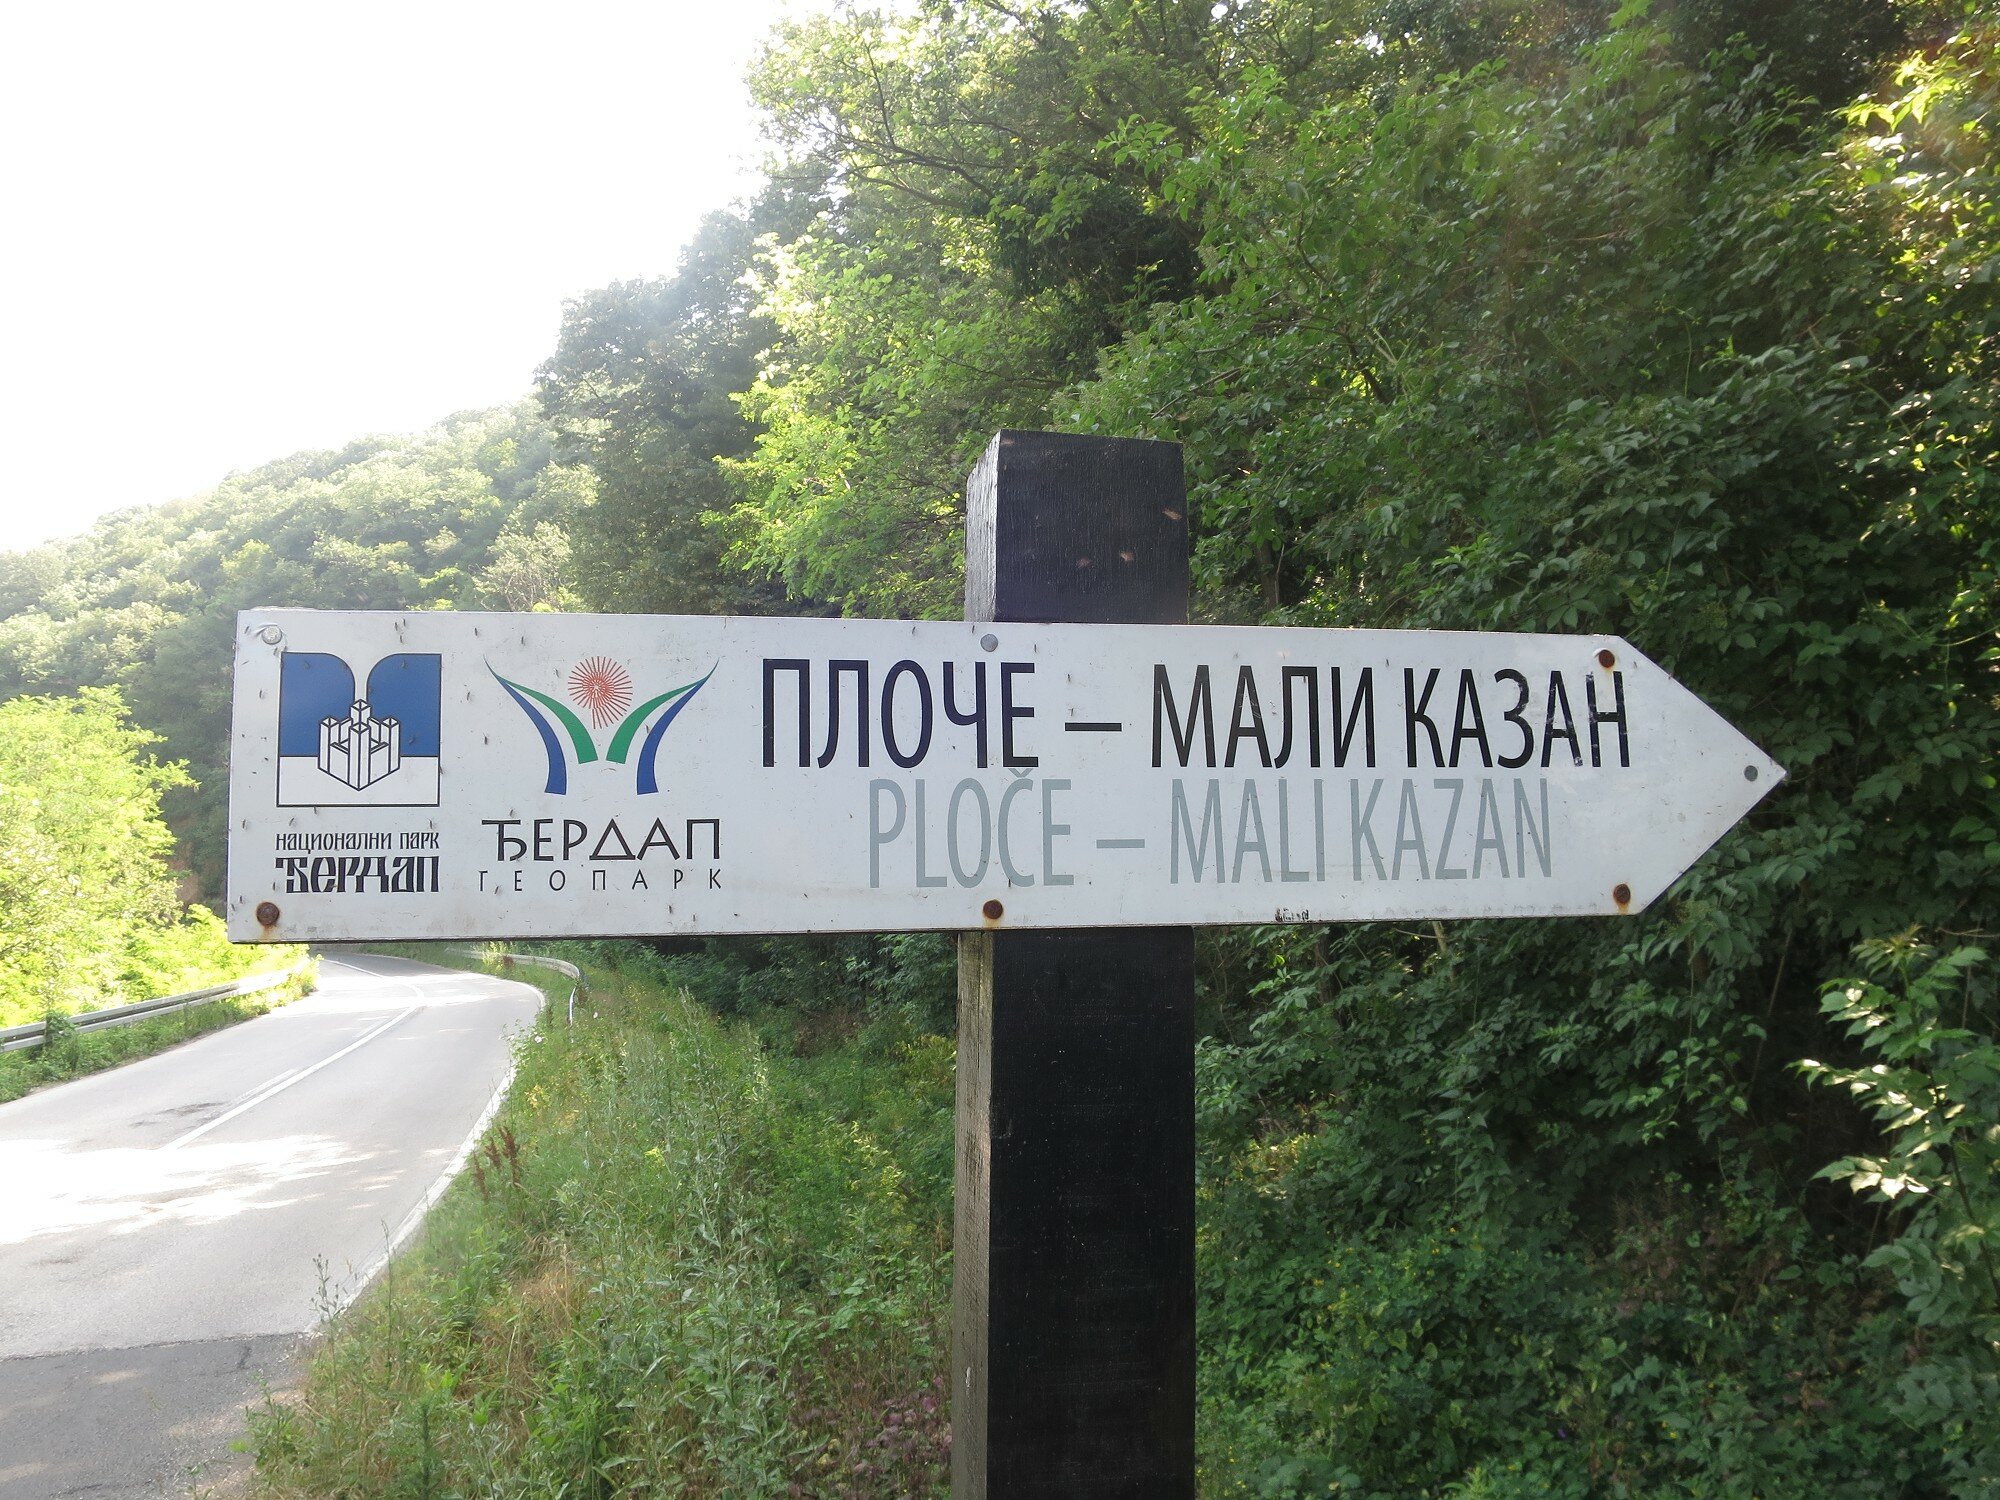 НАЦИОНАЛНИ ПАРК
ЂЕРДАП
ЂЕРДАП
ГЕОПАРК
ПЛОЧЕ – МАЛИ КАЗАН
PLOČE – MALI KAZAN